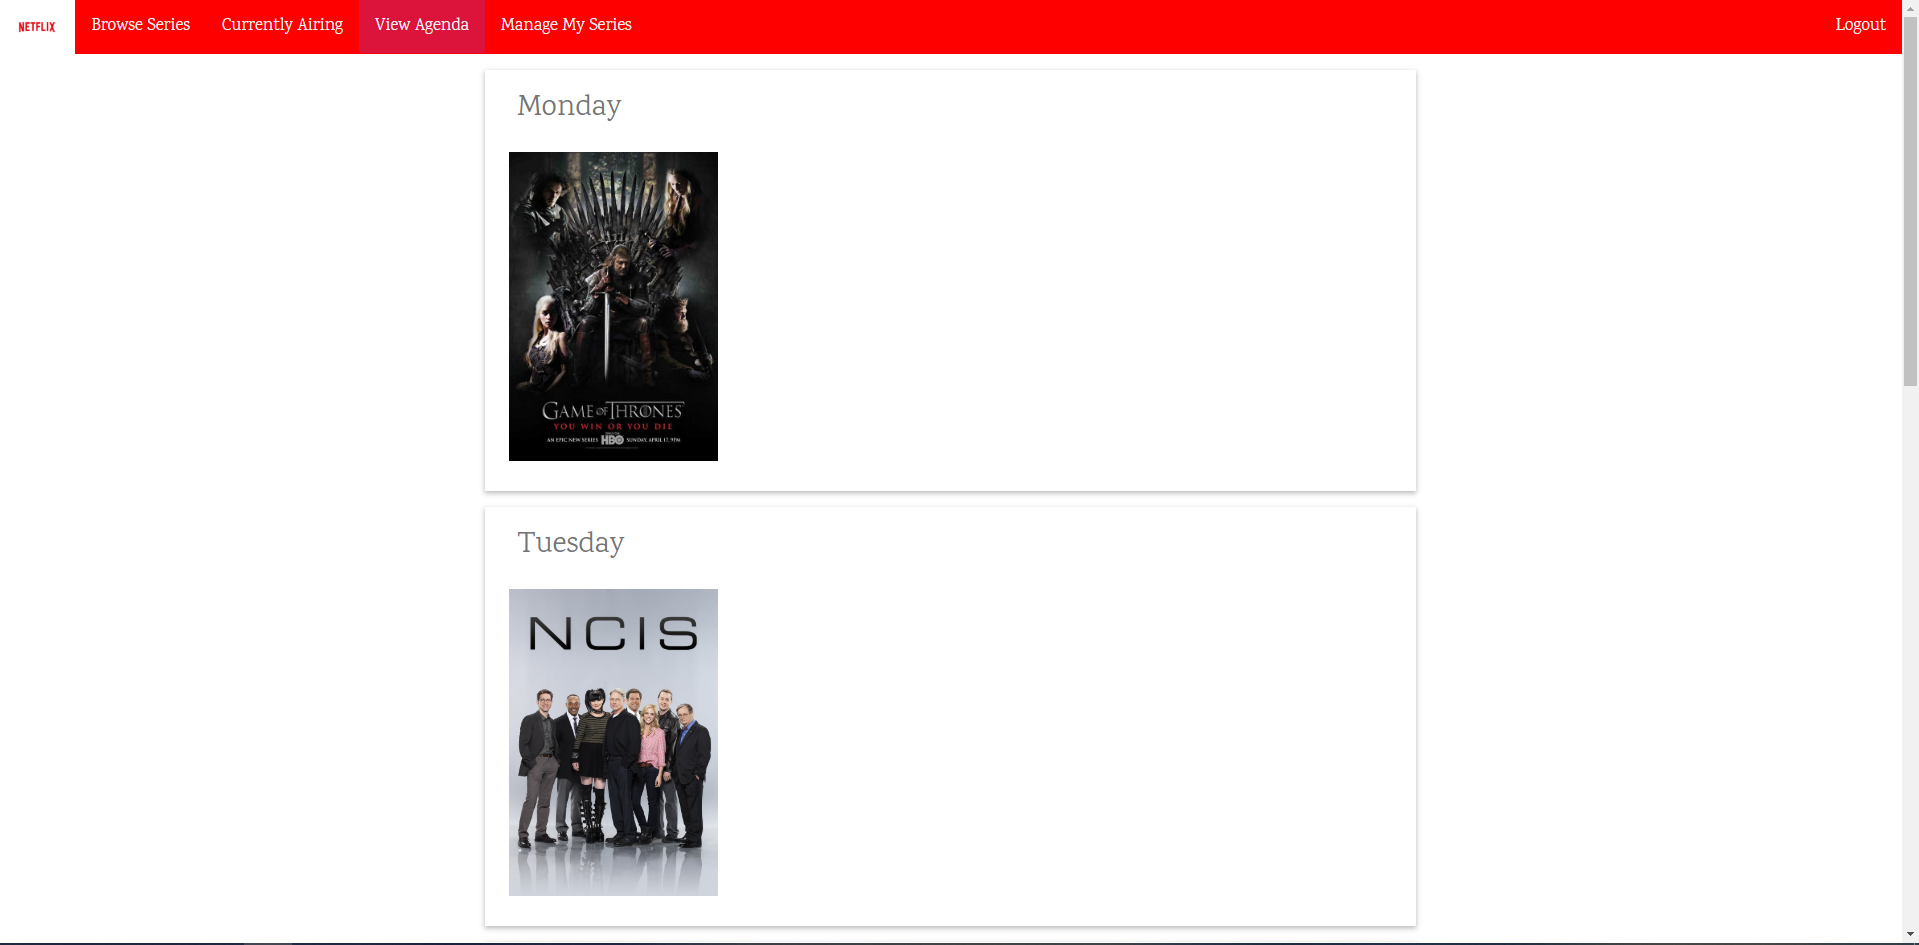 NETFLIX
Browse Series
Currently Airing
View Agenda
Manage My Series
Logout
Monday
GAME OF THRONES
YOU WIN OR YOU DIE
AN EPIC NEW SERIES HBO SUNDAY, APRIL 17, 9PM
Tuesday
NCIS